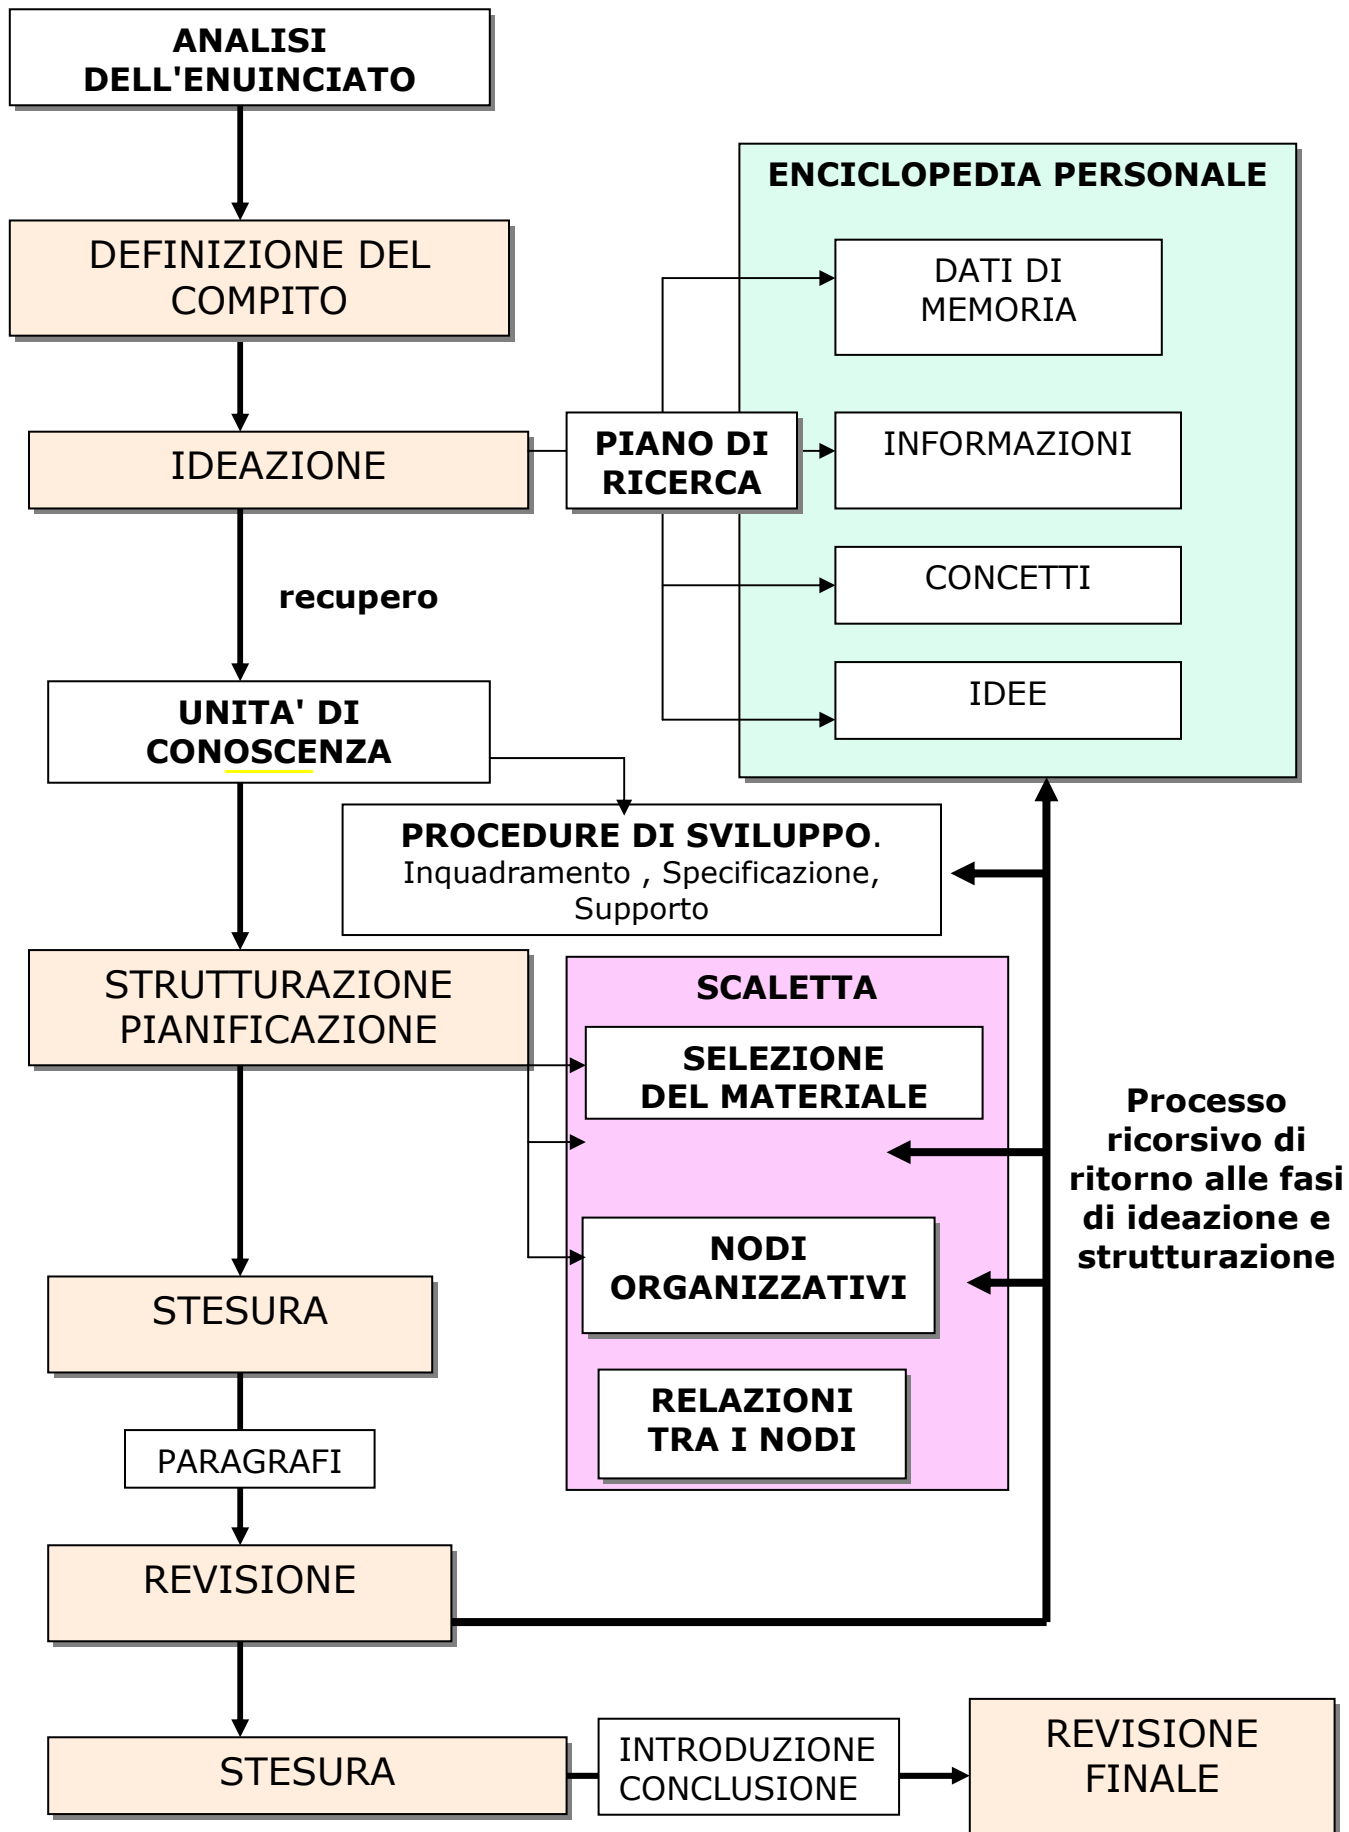 ANALISI
DELL'ENUINCIATO
ENCICLOPEDIA PERSONALE
DEFINIZIONE DEL
COMPITO
DATI DI
MEMORIA
IDEAZIONE
PIANO DI
RICERCA
INFORMAZIONI
CONCETTI
recupero
IDEE
UNITA' DI
CONOSCENZA
PROCEDURE DI SVILUPPO.
Inquadramento , Specificazione,
Supporto
STRUTTURAZIONE
PIANIFICAZIONE
SCALETTA
SELEZIONE
DEL MATERIALE
Processo
ricorsivo di
ritorno alle fasi
di ideazione e
strutturazione
NODI
ORGANIZZATIVI
STESURA
RELAZIONI
TRA I NODI
PARAGRAFI
REVISIONE
STESURA
INTRODUZIONE
CONCLUSIONE
REVISIONE
FINALE